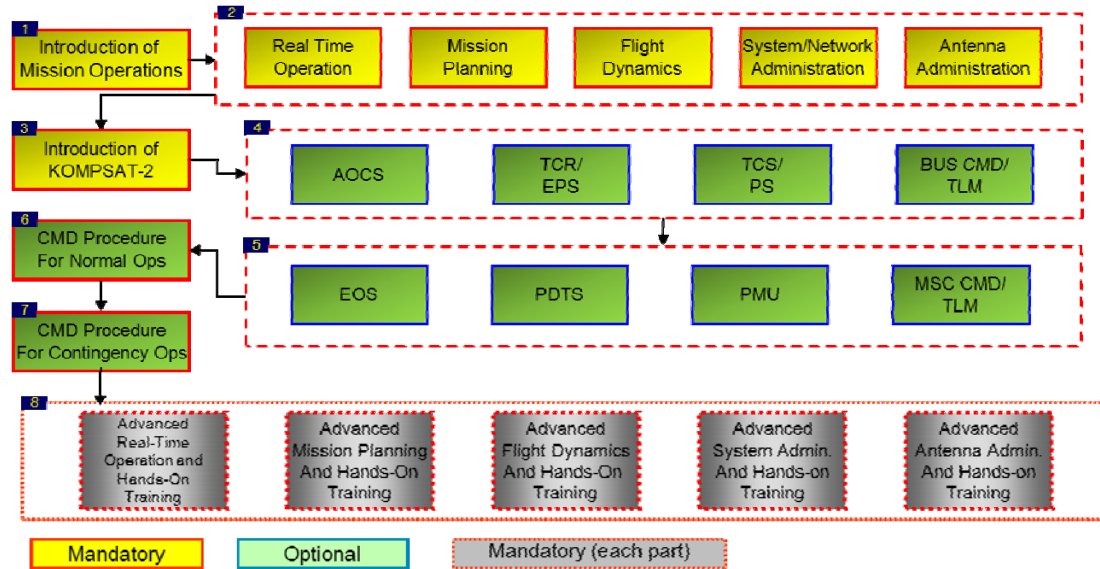 1
Introduction of
Mission Operations
2
Real Time
Operation
Mission
Planning
Flight
Dynamics
System/Network
Administration
Antenna
Administration
3
Introduction of
KOMPSAT-2
4
AOCS
TCR/
EPS
TCS/
PS
BUS CMD/
TLM
5
EOS
PDTS
PMU
MSC CMD/
TLM
6
CMD Procedure
For Normal Ops
7
CMD Procedure
For Contingency Ops
8
Advanced
Real-Time
Operation and
Hands-On
Training
Advanced
Mission Planning
And Hands-On
Training
Advanced
Flight Dynamics
And Hands-On
Training
Advanced
System Admin.
And Hands-on
Training
Advanced
Antenna Admin.
And Hands-on
Training
Mandatory
Optional
Mandatory (each part)